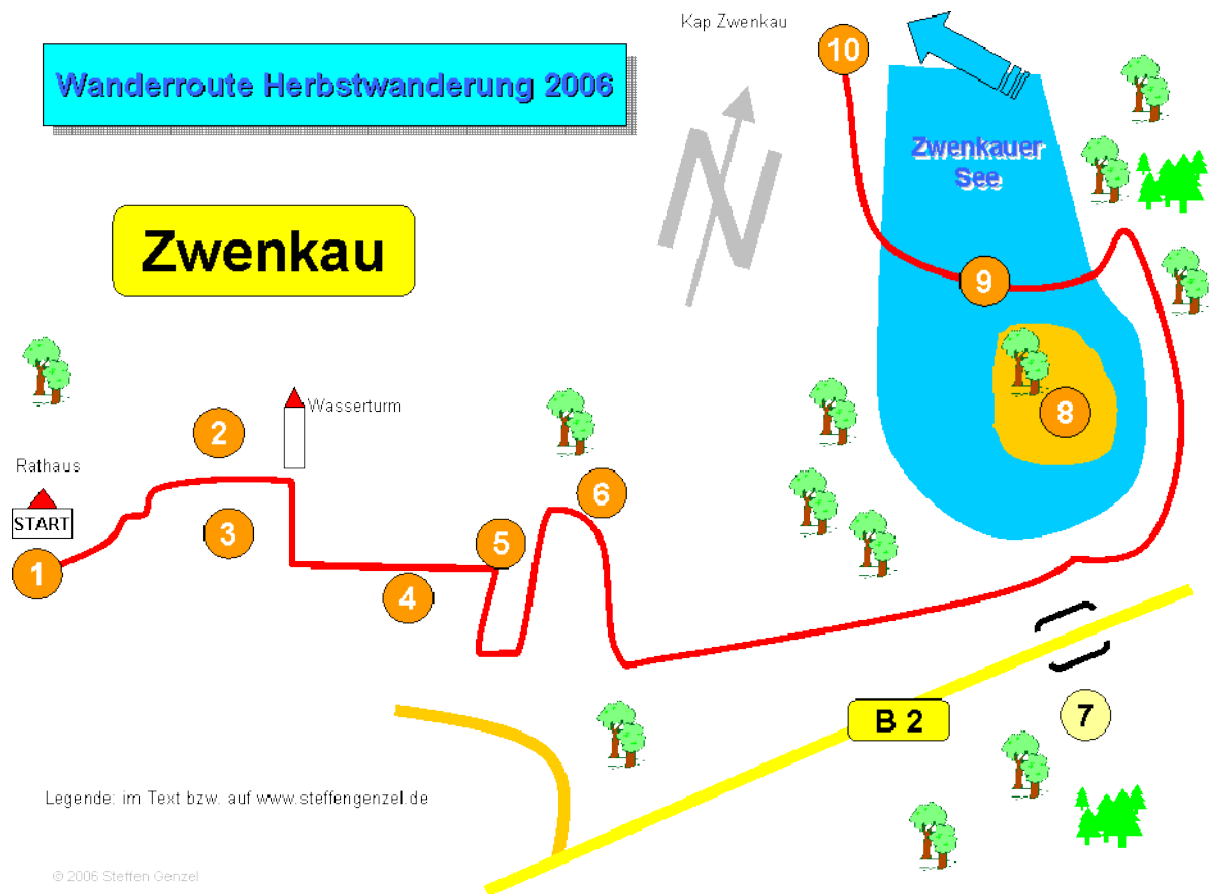 Kap Zwenkau
10
Wanderroute Herbstwanderung 2006
N
Zwenkauer
See
Zwenkau
9
8
Wasserturm
2
Rathaus
START
3
6
5
1
4
B 2
7
Legende: im Text bzw. auf www.steffengenzel.de
© 2006 Steffen Genzel